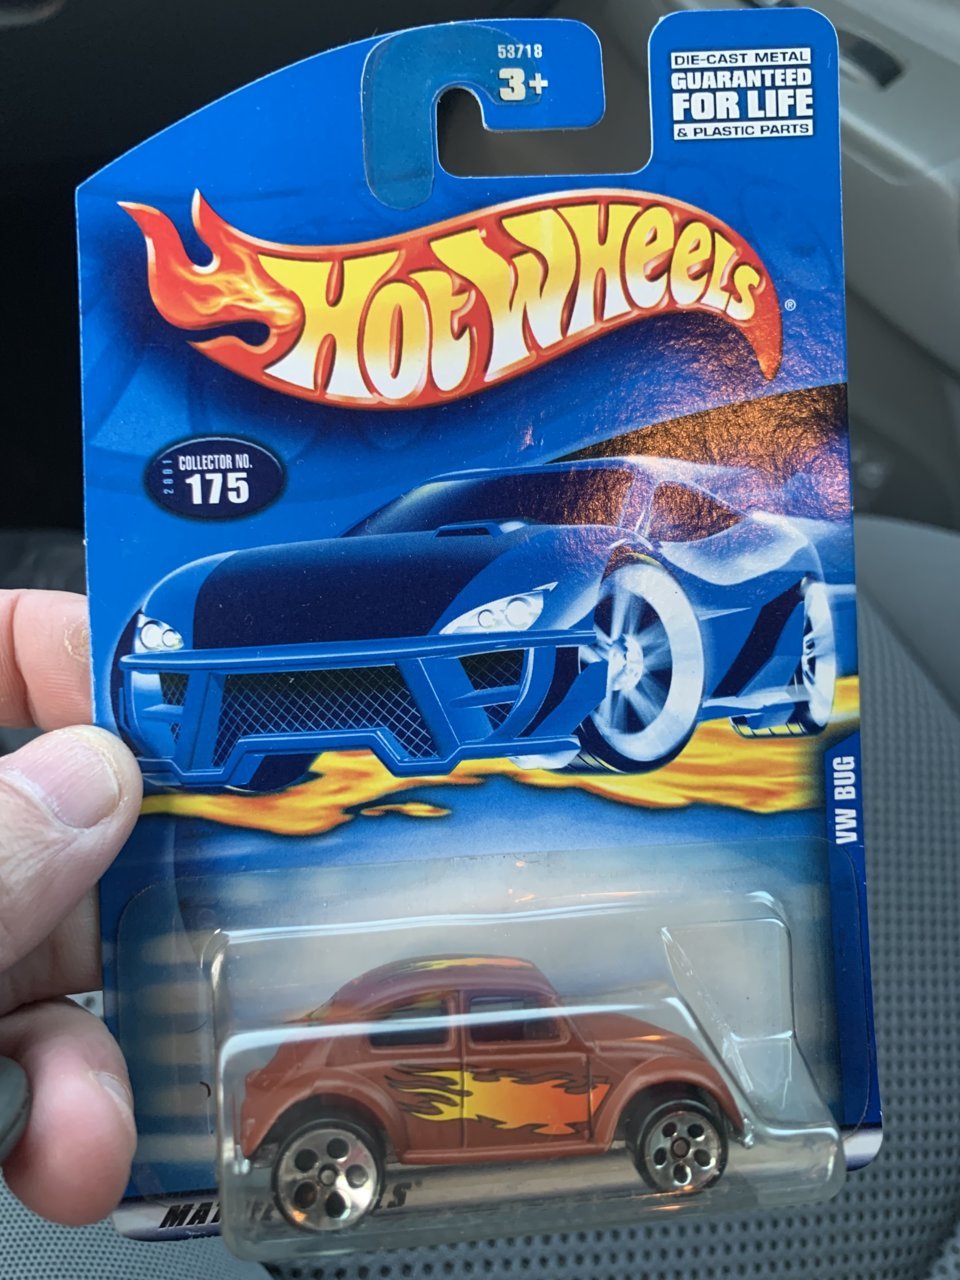 53718
3+
DIE-CAST METAL
GUARANTEED
FOR LIFE
& PLASTIC PARTS
HOT WHEELS
®
2001
COLLECTOR NO.
175
VW BUG